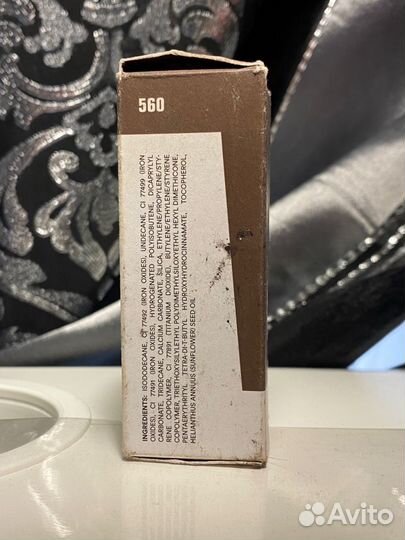 560
INGREDIENTS: ISODODECANE, CI 77492 (IRON OXIDES), UNDECANE, CI 77499 (IRON
OXIDES), CI 77491 (IRON OXIDES), HYDROGENATED POLYISOBUTENE, DICAPRYLYL
CARBONATE, TRIDECANE, CALCIUM CARBONATE, SILICA, ETHYLENE/PROPYLENE/STY-
RENE COPOLYMER, CI 77891 (TITANIUM DIOXIDE), BUTYLENE/ETHYLENE/STYRENE
COPOLYMER, TRIETHOXYSILYLETHYL POLYDIMETHYLSILOXYETHYL HEXYL DIMETHICONE,
PENTAERYTHRITYL TETRA-DI-T-BUTYL HYDROXYHYDROCINNAMATE, TOCOPHEROL,
HELIANTHUS ANNUUS (SUNFLOWER) SEED OIL
Avito